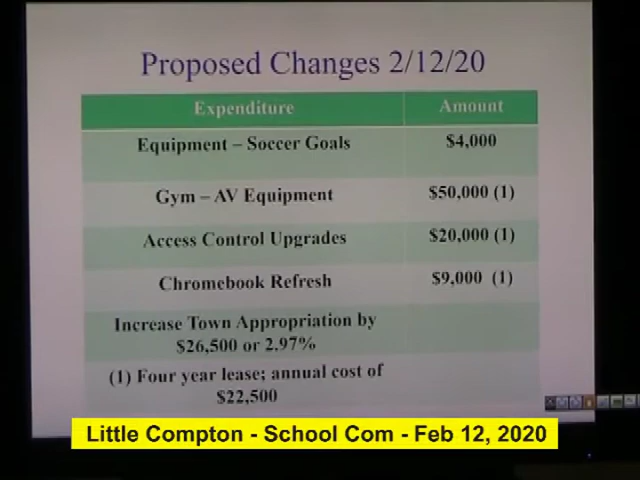 Proposed Changes 2/12/20
Expenditure Amount
Equipment – Soccer Goals $4,000
Gym – AV Equipment $50,000 (1)
Access Control Upgrades $20,000 (1)
Chromebook Refresh $9,000 (1)
Increase Town Appropriation by
$26,500 or 2.97%
(1) Four year lease; annual cost of
$22,500
Little Compton - School Com - Feb 12, 2020